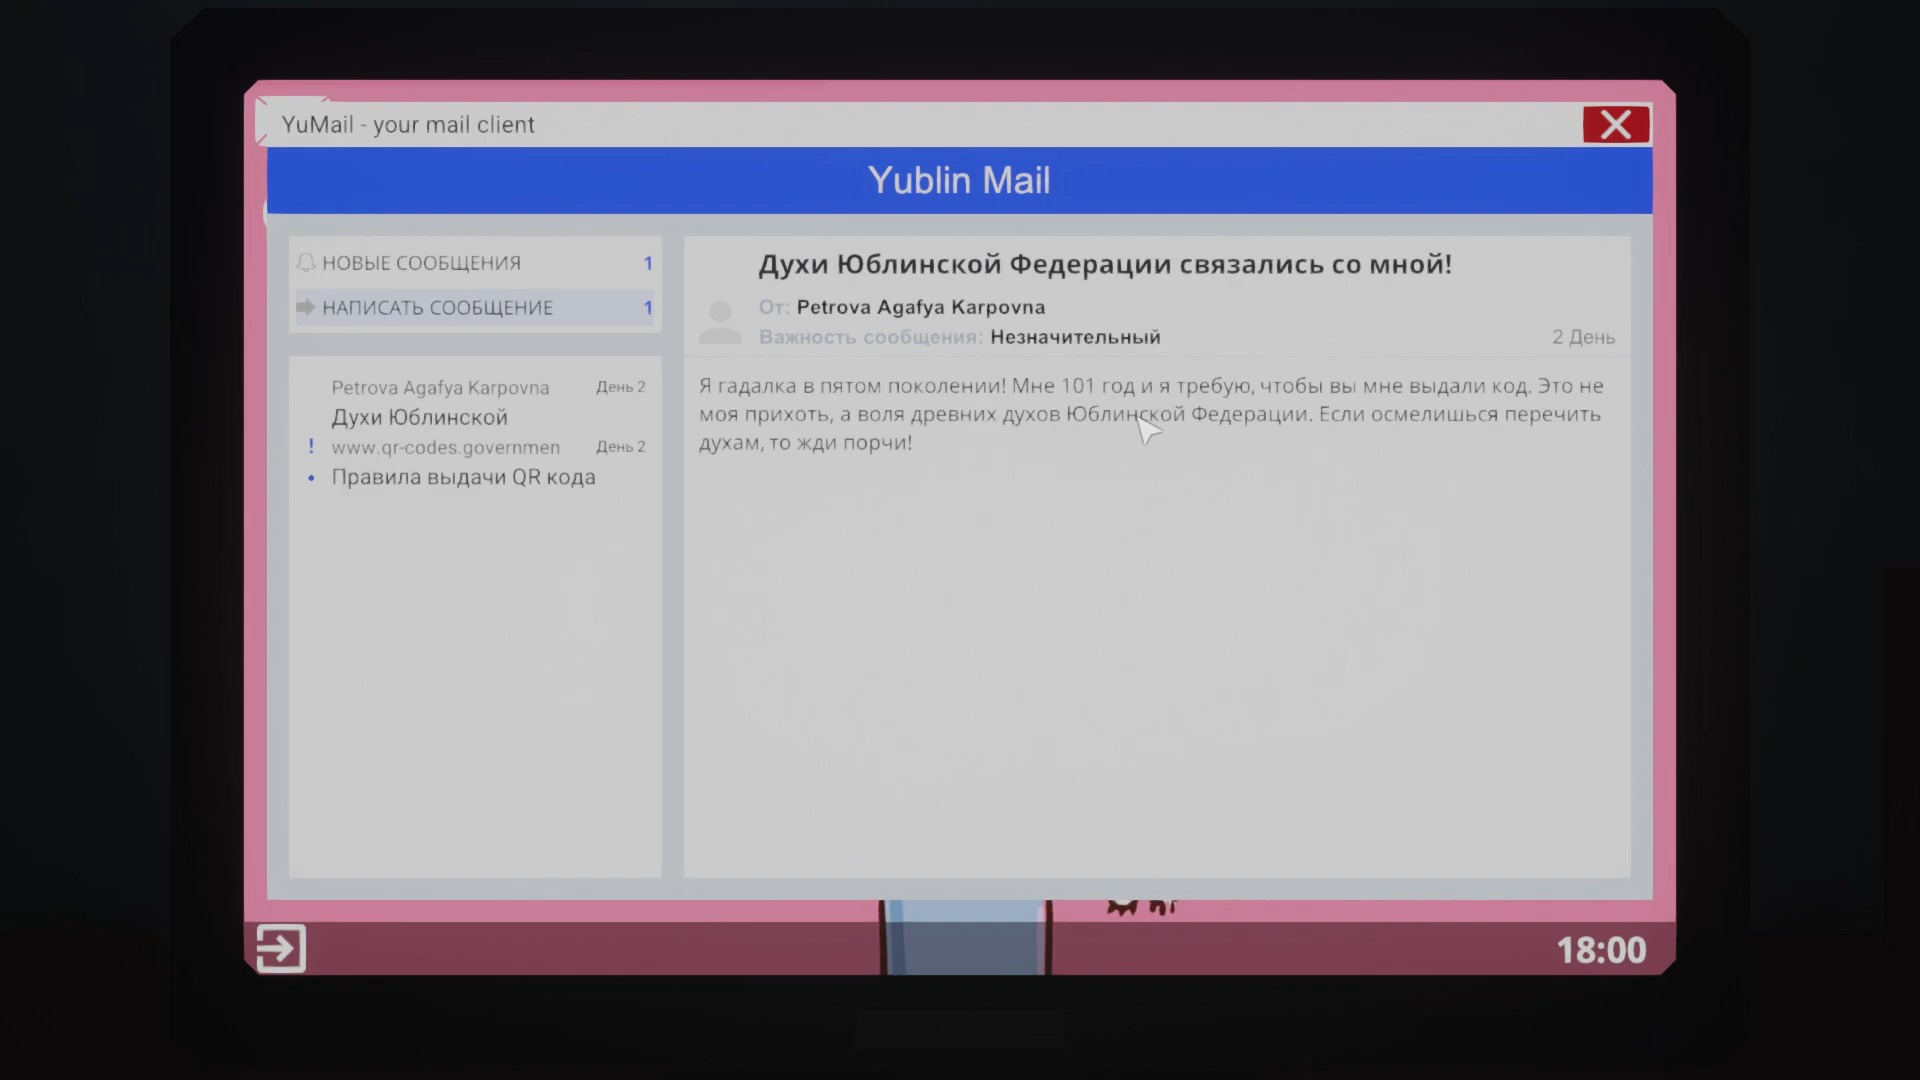 YuMail - your mail client
Yublin Mail
НОВЫЕ СООБЩЕНИЯ 1
НАПИСАТЬ СООБЩЕНИЕ 1
Petrova Agafya Karpovna День 2
Духи Юблинской
! www.qr-codes.governmen День 2
• Правила выдачи QR кода
Духи Юблинской Федерации связались со мной!
От: Petrova Agafya Karpovna
Важность сообщения: Незначительный 2 День
Я гадалка в пятом поколении! Мне 101 год и я требую, чтобы вы мне выдали код. Это не
моя прихоть, а воля древних духов Юблинской Федерации. Если осмелишься перечить
духам, то жди порчи!
18:00